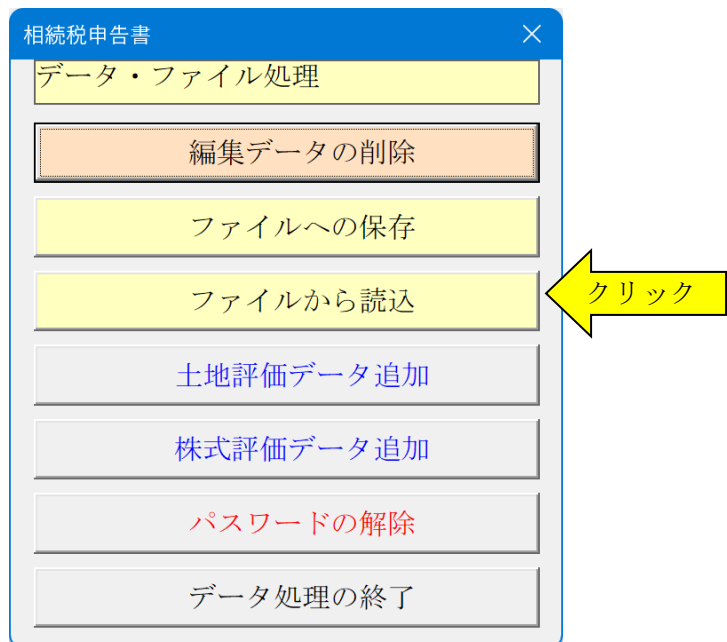 相続税申告書
データ・ファイル処理
編集データの削除
ファイルへの保存
ファイルから読込
クリック
土地評価データ追加
株式評価データ追加
パスワードの解除
データ処理の終了